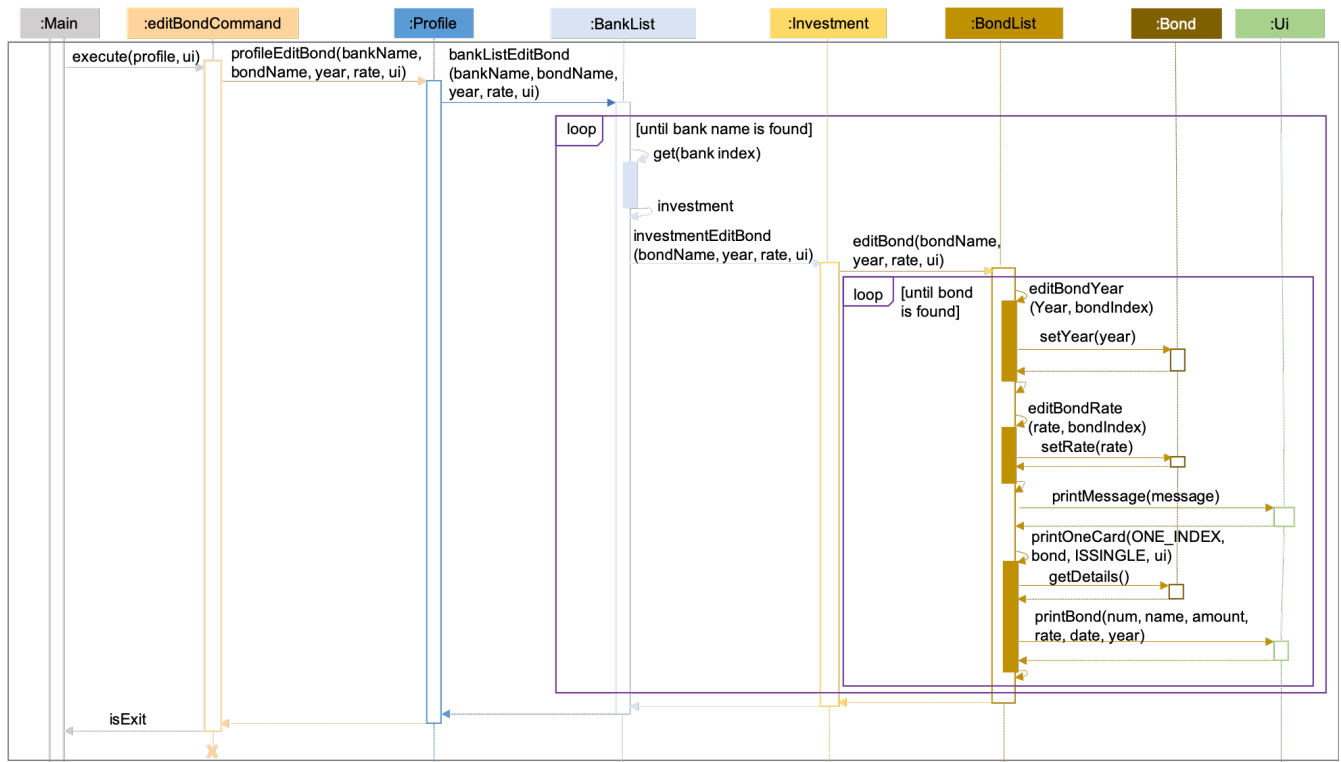 :Main
:editBondCommand
:Profile
:BankList
:Investment
:BondList
:Bond
:Ui
execute(profile, ui)
profileEditBond(bankName,
bondName, year, rate, ui)
bankListEditBond
(bankName, bondName,
year, rate, ui)
loop
[until bank name is found]
get(bank index)
investment
investmentEditBond
(bondName, year, rate, ui)
editBond(bondName,
year, rate, ui)
loop
[until bond
is found]
editBondYear
(Year, bondIndex)
setYear(year)
editBondRate
(rate, bondIndex)
setRate(rate)
printMessage(message)
printOneCard(ONE_INDEX,
bond, ISSINGLE, ui)
getDetails()
printBond(num, name, amount,
rate, date, year)
isExit
X